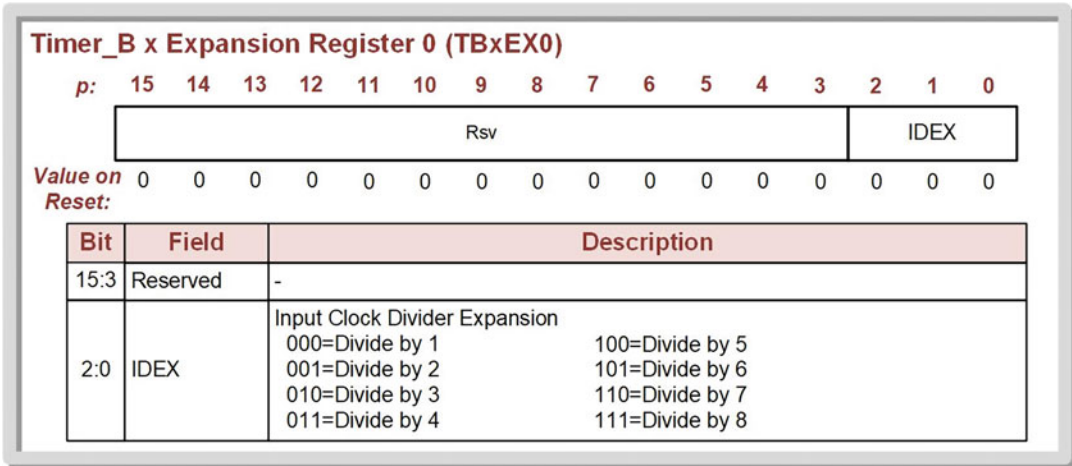 Timer_B x Expansion Register 0 (TBxEX0)
p: 15 14 13 12 11 10 9 8 7 6 5 4 3 2 1 0
Rsv IDEX
Value on Reset: 0 0 0 0 0 0 0 0 0 0 0 0 0 0 0 0
Bit Field Description
15:3 Reserved -
2:0 IDEX Input Clock Divider Expansion
000=Divide by 1 100=Divide by 5
001=Divide by 2 101=Divide by 6
010=Divide by 3 110=Divide by 7
011=Divide by 4 111=Divide by 8